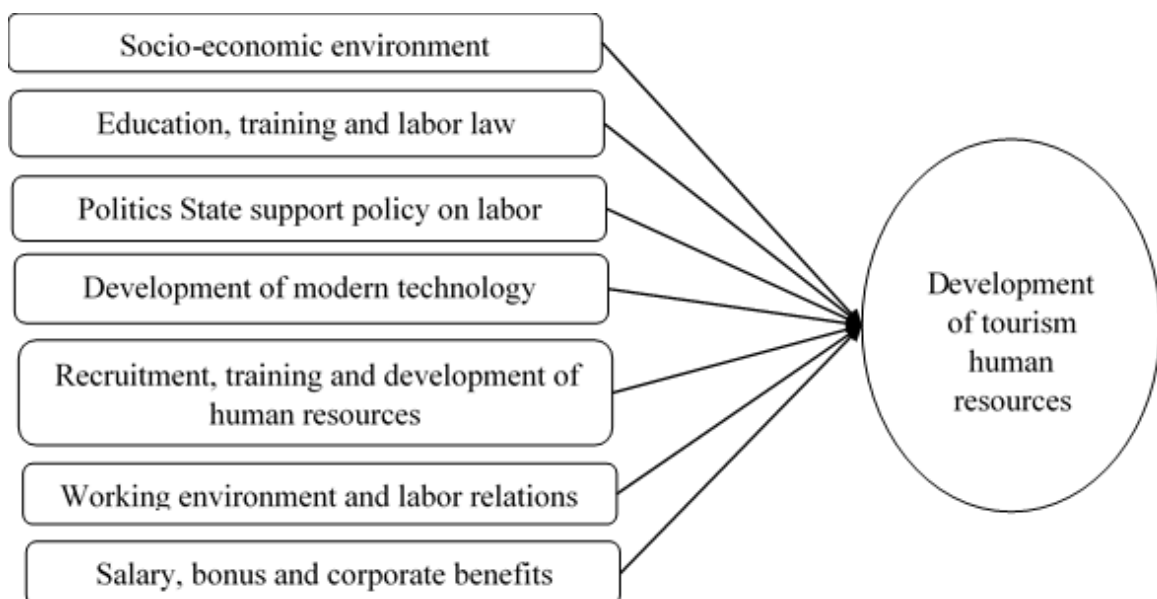 Socio-economic environment
Education, training and labor law
Politics State support policy on labor
Development of modern technology
Recruitment, training and development of
human resources
Working environment and labor relations
Salary, bonus and corporate benefits
Development
of tourism
human
resources